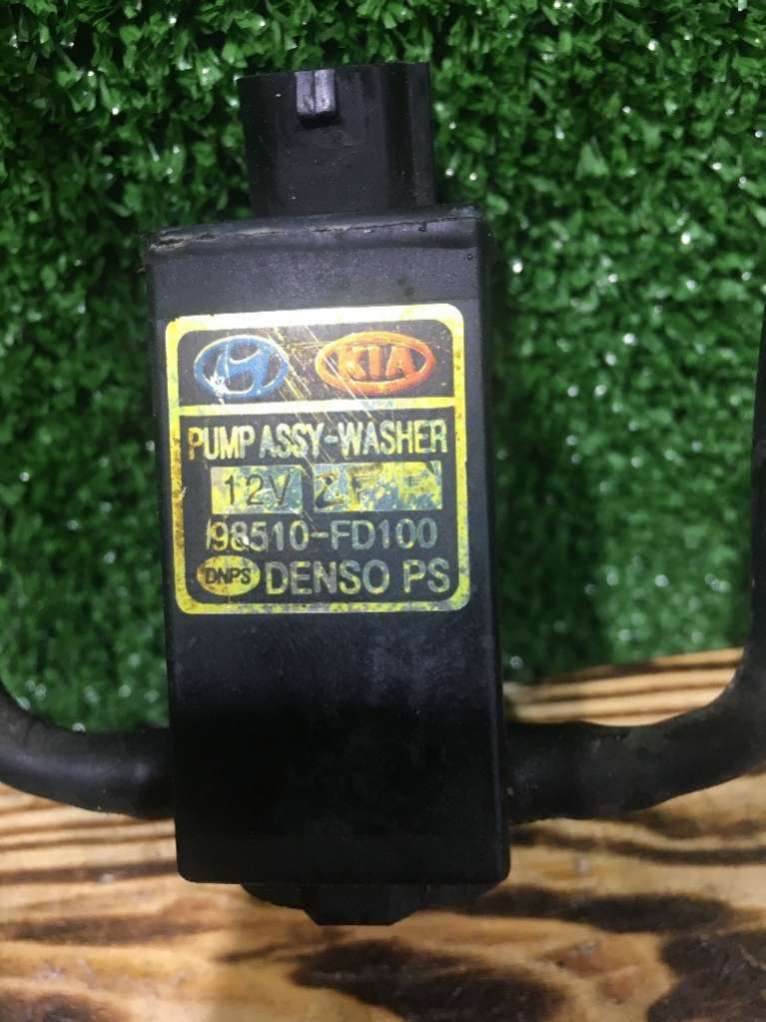 KIA
PUMP ASSY-WASHER
12V
98510-FD100
DNPS DENSO PS